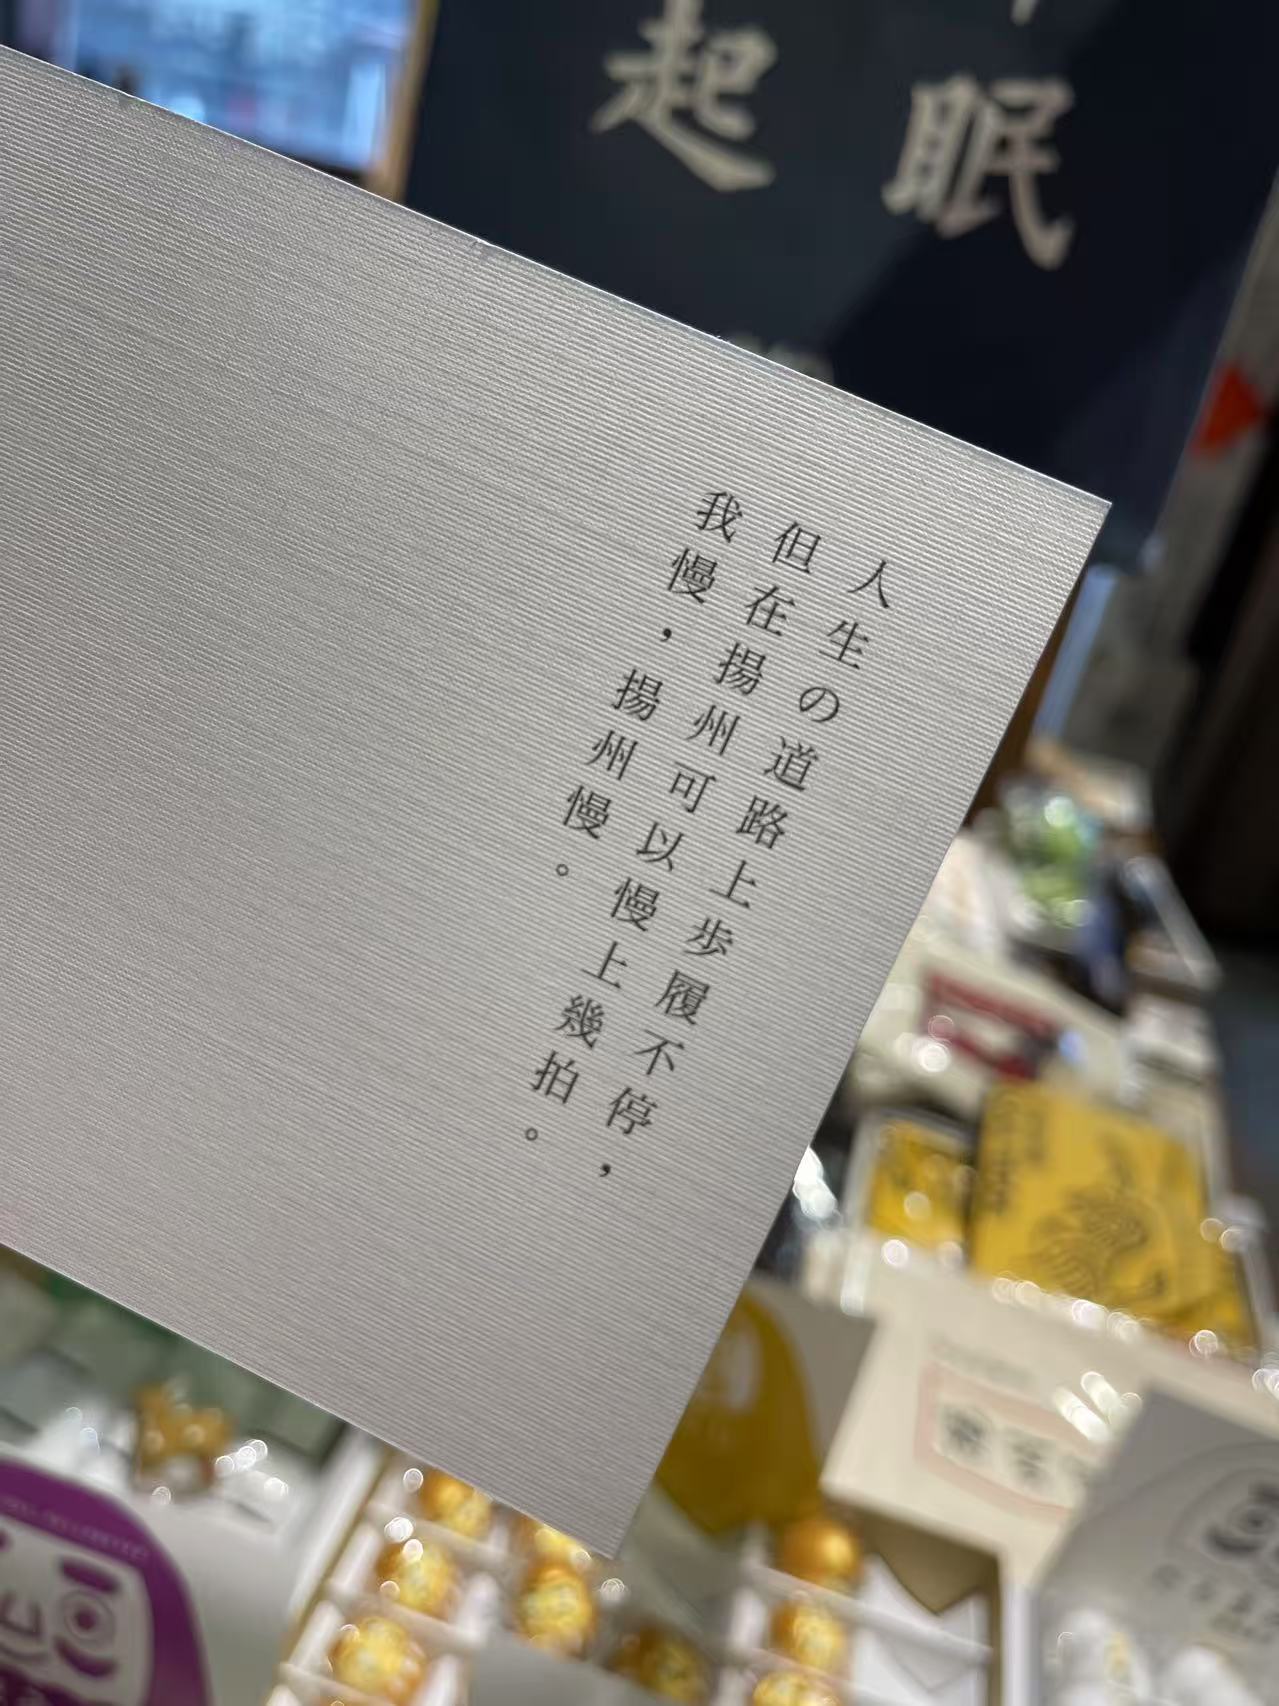 人生の道路上步履不停，
但在揚州可以慢上幾拍。
我慢，揚州慢。
起
眠